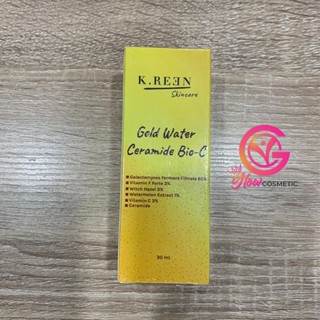 K.REEN
Skincare
Gold Water
Ceramide Bio-C
Galactomyces Ferment Filtrate 80%
Vitamin F Forte 3%
Witch Hazel 3%
Watermelon Extract 1%
Vitamin C 3%
Ceramide
30 ml
Glow
COSMETIC